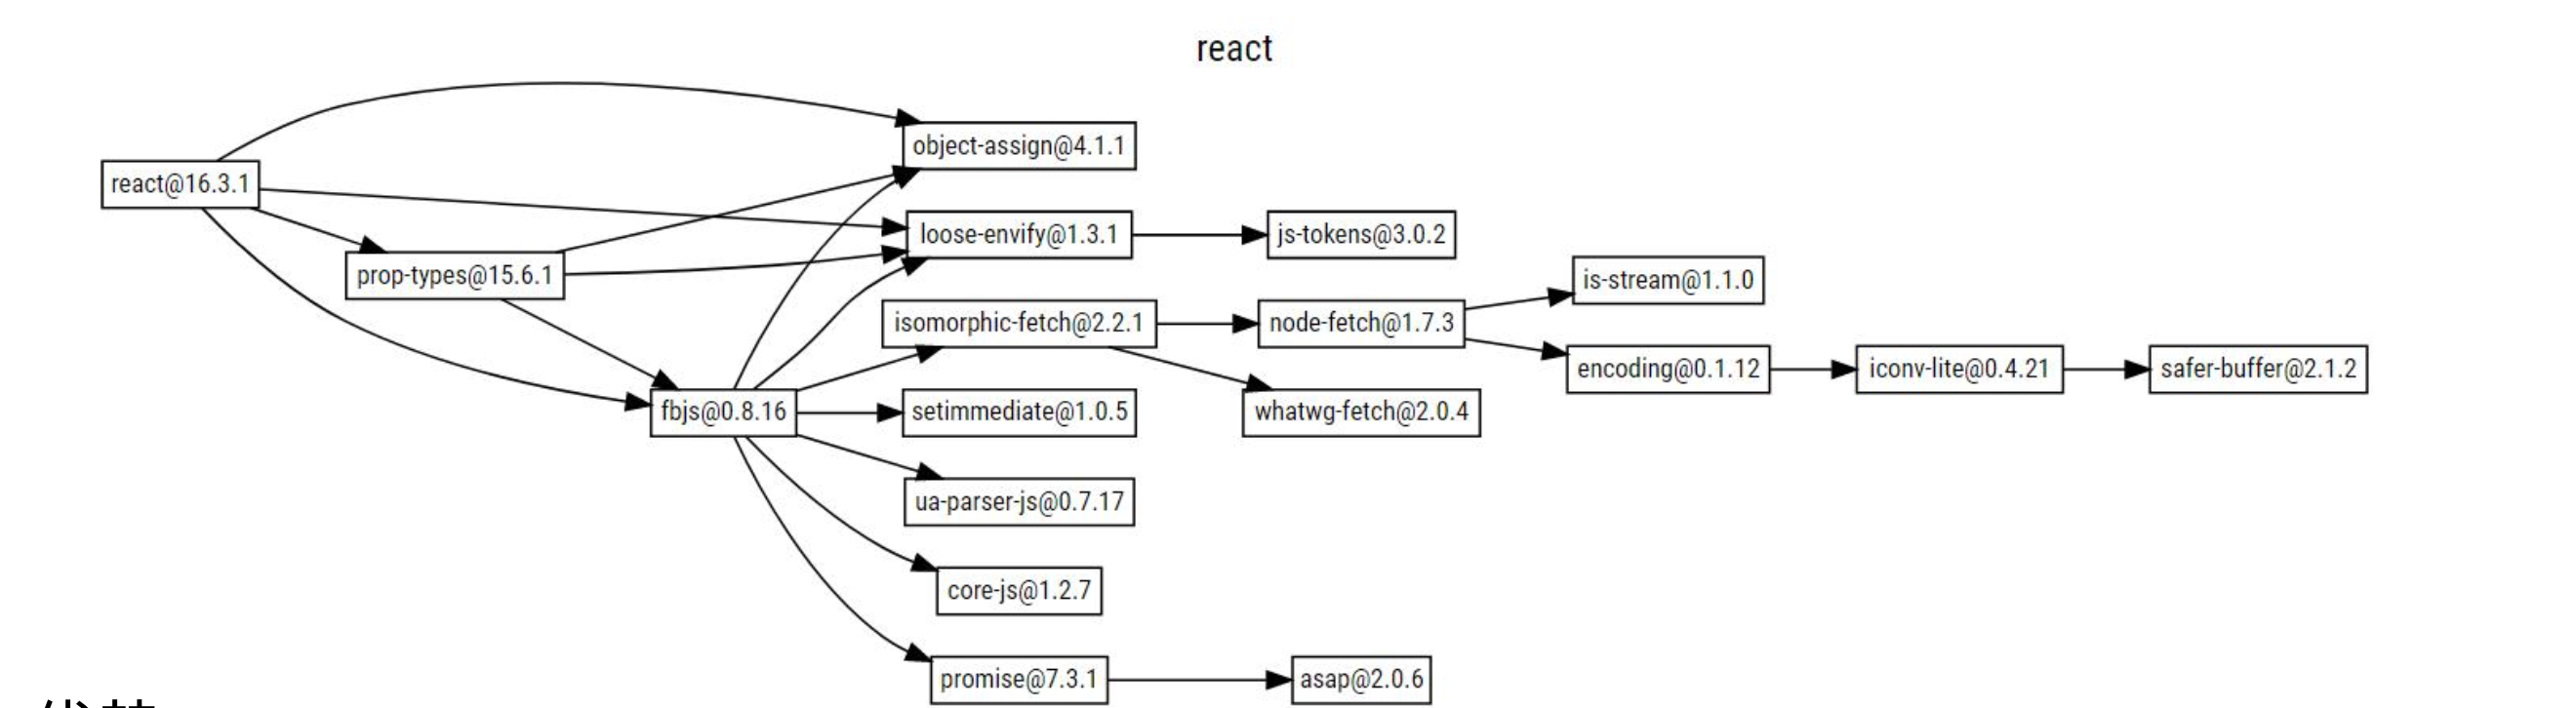 react
object-assign@4.1.1
react@16.3.1
loose-envify@1.3.1
js-tokens@3.0.2
prop-types@15.6.1
is-stream@1.1.0
isomorphic-fetch@2.2.1
node-fetch@1.7.3
encoding@0.1.12
iconv-lite@0.4.21
safer-buffer@2.1.2
fbjs@0.8.16
setimmediate@1.0.5
whatwg-fetch@2.0.4
ua-parser-js@0.7.17
core-js@1.2.7
promise@7.3.1
asap@2.0.6